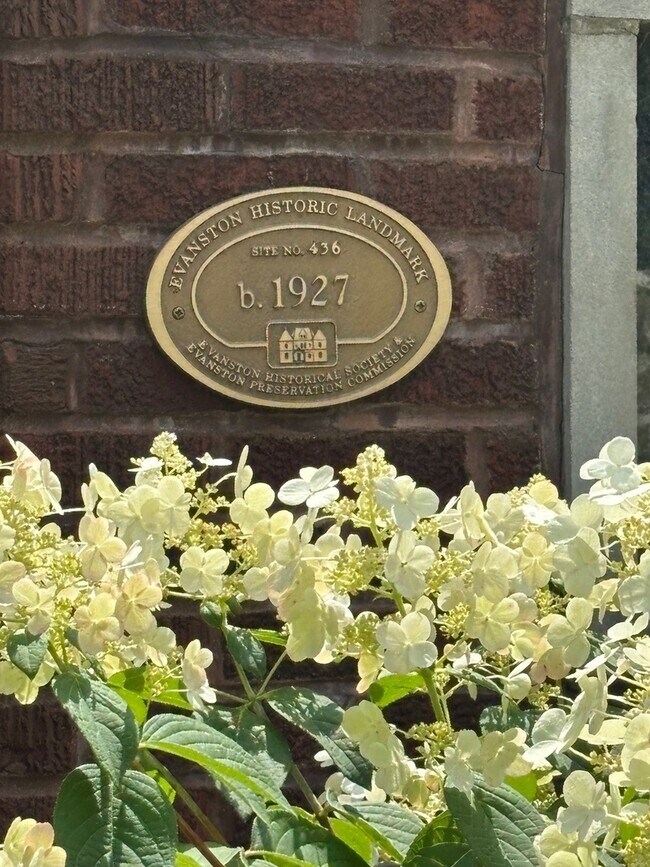 EVANSTON HISTORIC LANDMARK
SITE NO. 436
b. 1927
EVANSTON HISTORICAL SOCIETY &
EVANSTON PRESERVATION COMMISSION